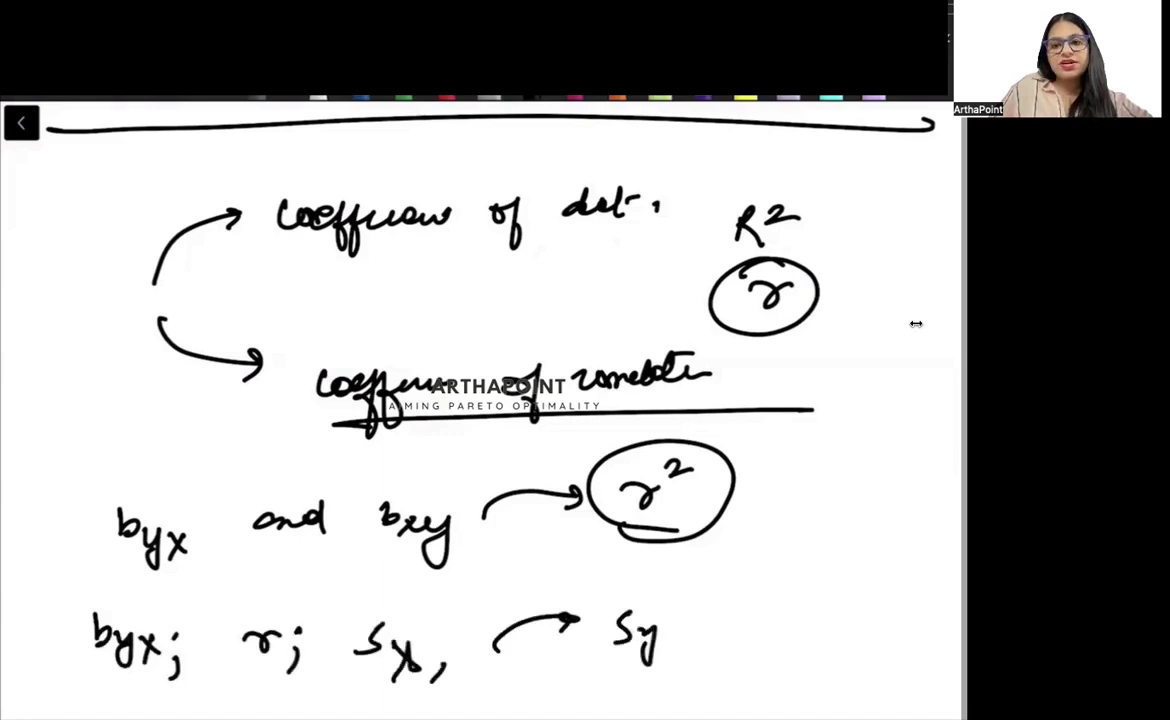 ArthaPoint
coefficient of det.
R²
r
coefficient of correlation
ARTHAPOINT
AIMING PARETO OPTIMALITY
byx and bxy → r²
byx; r; Sx, → Sy